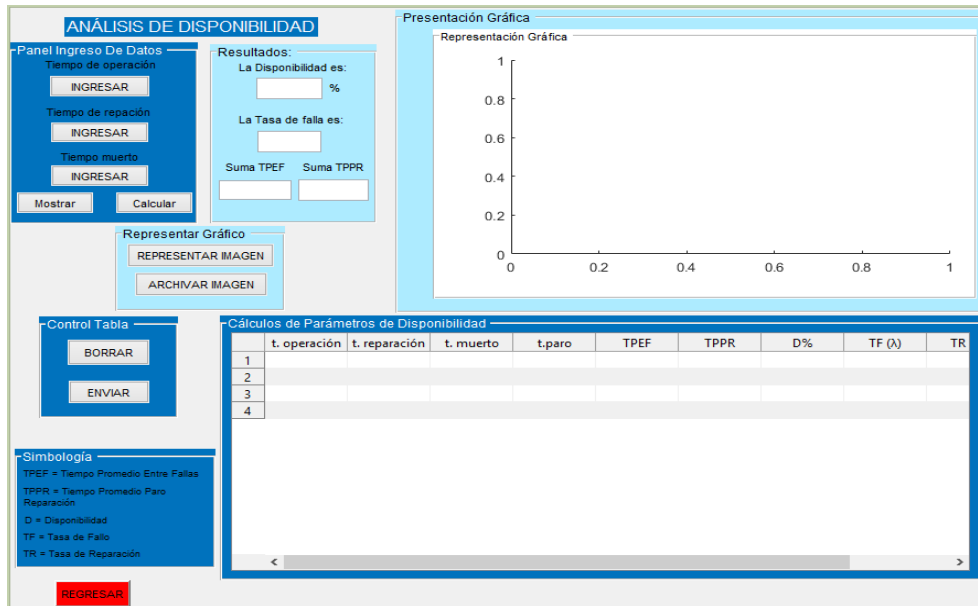 ANÁLISIS DE DISPONIBILIDAD
Panel Ingreso De Datos
Tiempo de operación
INGRESAR
Tiempo de repación
INGRESAR
Tiempo muerto
INGRESAR
Mostrar Calcular
Resultados:
La Disponibilidad es:
%
La Tasa de falla es:
Suma TPEF Suma TPPR
Representar Gráfico
REPRESENTAR IMAGEN
ARCHIVAR IMAGEN
Presentación Gráfica
Representación Gráfica
1
0.8
0.6
0.4
0.2
0
0 0.2 0.4 0.6 0.8 1
Control Tabla
BORRAR
ENVIAR
Cálculos de Parámetros de Disponibilidad
t. operación t. reparación t. muerto t.paro TPEF TPPR D% TF (λ) TR
1
2
3
4
Simbología
TPEF = Tiempo Promedio Entre Fallas
TPPR = Tiempo Promedio Paro
Reparación
D = Disponibilidad
TF = Tasa de Fallo
TR = Tasa de Reparación
REGRESAR